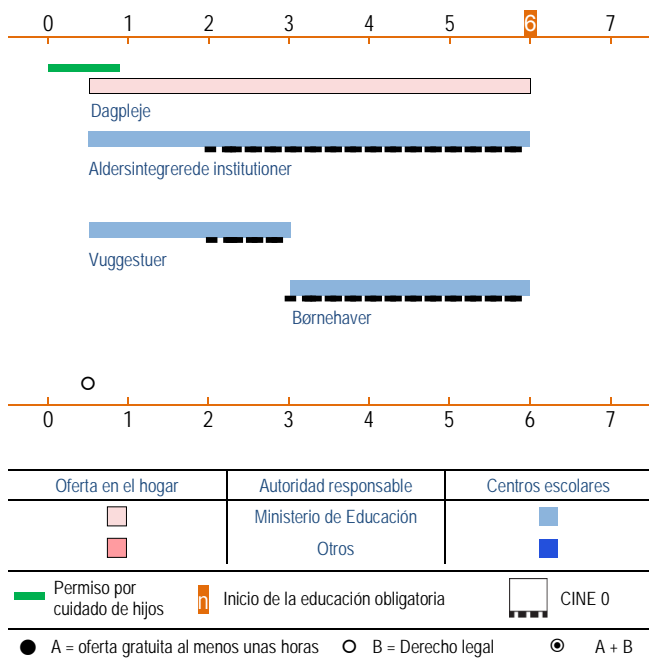 0 1 2 3 4 5 6 7
Dagpleje
Aldersintegrerede institutioner
Vuggestuer
Børnehaver
0 1 2 3 4 5 6 7
Oferta en el hogar Autoridad responsable Centros escolares
Ministerio de Educación
Otros
Permiso por
cuidado de hijos
n Inicio de la educación obligatoria
CINE 0
A = oferta gratuita al menos unas horas B = Derecho legal A + B